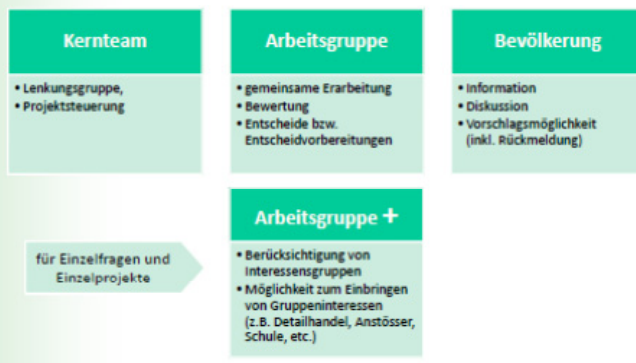 Kernteam
• Lenkungsgruppe,
• Projektsteuerung
Arbeitsgruppe
• gemeinsame Erarbeitung
• Bewertung
• Entscheide bzw.
Entscheidvorbereitungen
Bevölkerung
• Information
• Diskussion
• Vorschlagsmöglichkeit
(inkl. Rückmeldung)
für Einzelfragen und
Einzelprojekte
Arbeitsgruppe +
• Berücksichtigung von
Interessensgruppen
• Möglichkeit zum Einbringen
von Gruppeninteressen
(z.B. Detailhandel, Anstösser,
Schule, etc.)